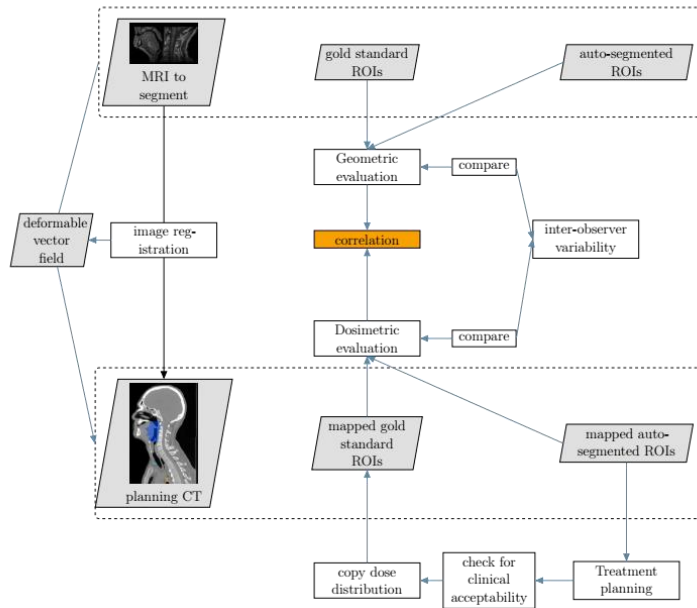 MRI to
segment
gold standard
ROIs
auto-segmented
ROIs
Geometric
evaluation
compare
deformable
vector
field
image reg-
istration
correlation
inter-observer
variability
Dosimetric
evaluation
compare
planning CT
mapped gold
standard
ROIs
mapped auto-
segmented ROIs
copy dose
distribution
check for
clinical
acceptability
Treatment
planning